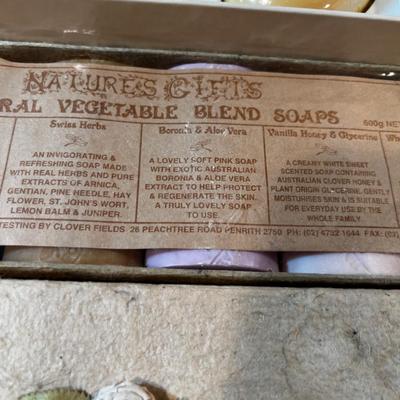 NATURE'S GIFTS
RAL VEGETABLE BLEND SOAPS
600g NET
Swiss Herbs
AN INVIGORATING &
REFRESHING SOAP MADE
WITH REAL HERBS AND PURE
EXTRACTS OF ARNICA,
GENTIAN, PINE NEEDLE, HAY
FLOWER, ST. JOHN'S WORT,
LEMON BALM & JUNIPER.
Boronia & Aloe Vera
A LOVELY SOFT PINK SOAP
WITH EXOTIC AUSTRALIAN
BORONIA & ALOE VERA
EXTRACT TO HELP PROTECT
& REGENERATE THE SKIN.
A TRULY LOVELY SOAP
TO USE.
Vanilla Honey & Glycerine
A CREAMY WHITE SWEET
SCENTED SOAP CONTAINING
AUSTRALIAN CLOVER HONEY &
PLANT ORIGIN GLYCERINE. GENTLY
MOISTURISES SKIN & IS SUITABLE
FOR EVERYDAY USE BY THE
WHOLE FAMILY.
TESTING BY CLOVER FIELDS 26 PEACHTREE ROAD PENRITH 2750 PH: (02) 4732 1644 FAX: (0